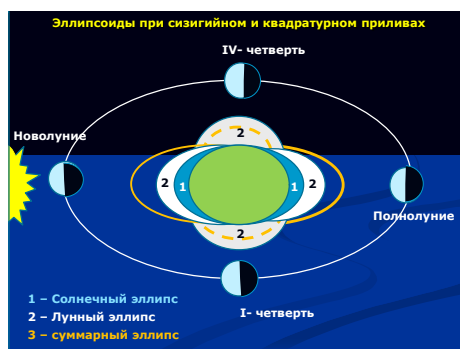 Эллипсоиды при сизигийном и квадратурном приливах
IV- четверть
Новолуние
2
2 1 1 2
2
Полнолуние
I- четверть
1 – Солнечный эллипс
2 – Лунный эллипс
3 – суммарный эллипс